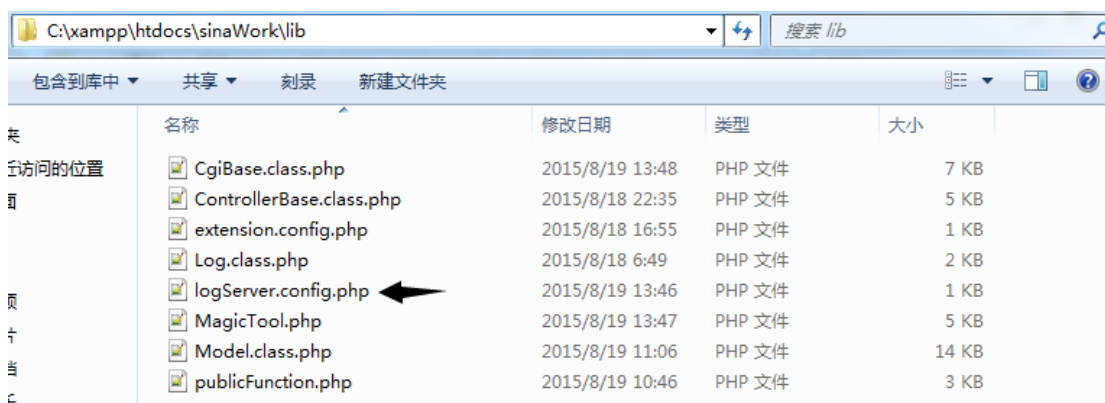 C:\xampp\htdocs\sinaWork\lib 搜索 lib
包含到库中 共享 刻录 新建文件夹
名称 修改日期 类型 大小
CgiBase.class.php 2015/8/19 13:48 PHP 文件 7 KB
ControllerBase.class.php 2015/8/18 22:35 PHP 文件 5 KB
extension.config.php 2015/8/18 16:55 PHP 文件 1 KB
Log.class.php 2015/8/18 6:49 PHP 文件 2 KB
logServer.config.php 2015/8/19 13:46 PHP 文件 1 KB
MagicTool.php 2015/8/19 13:47 PHP 文件 5 KB
Model.class.php 2015/8/19 11:06 PHP 文件 14 KB
publicFunction.php 2015/8/19 10:46 PHP 文件 3 KB
夹
访问的位置
面